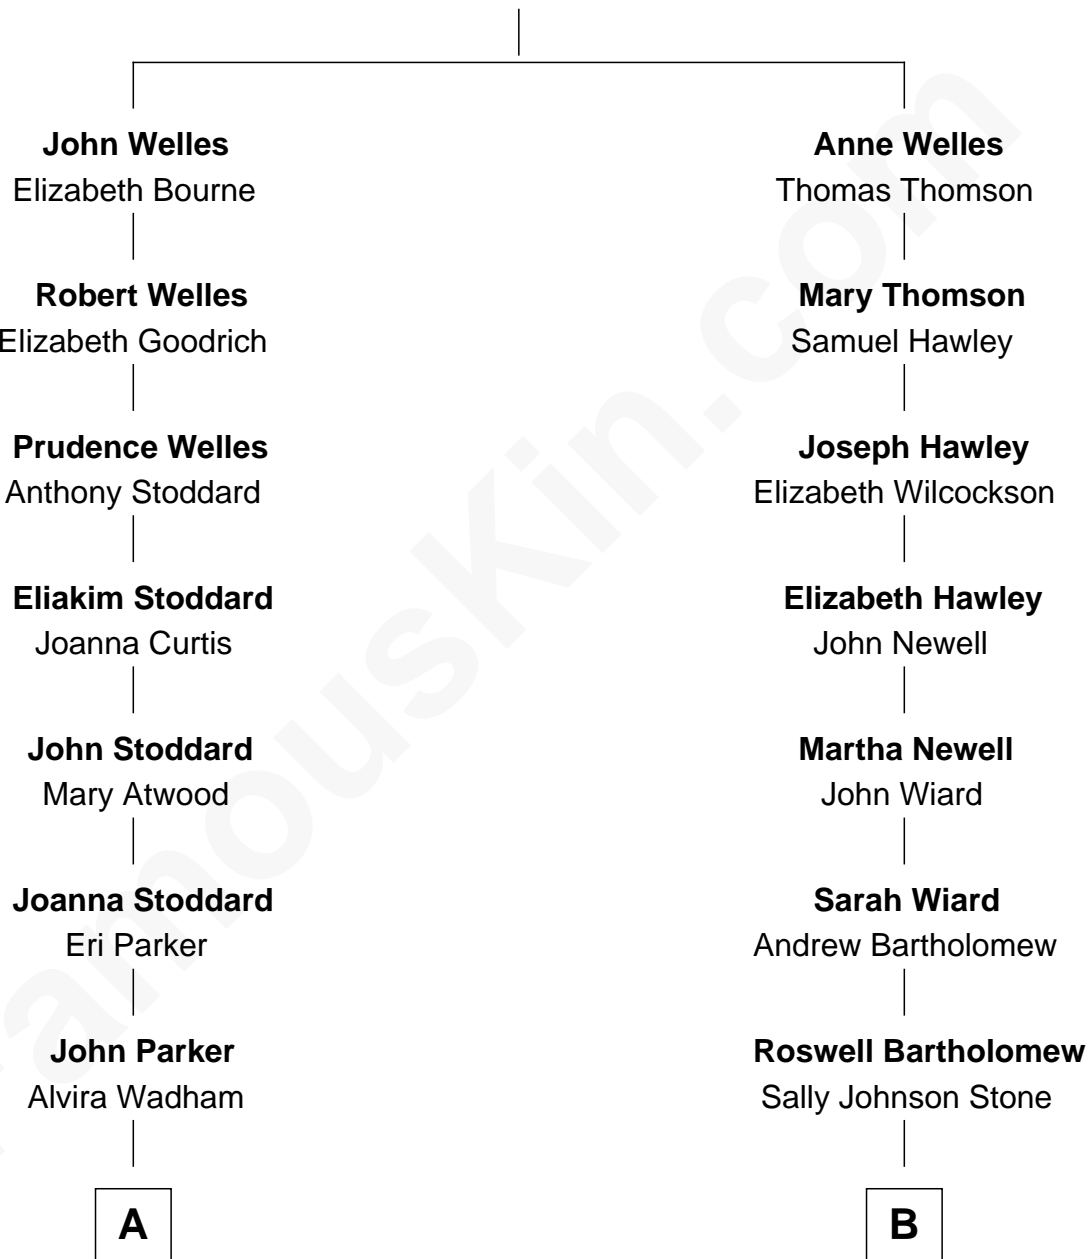 John Welles
Elizabeth Bourne
Anne Welles
Thomas Thomson
Robert Welles
Elizabeth Goodrich
Mary Thomson
Samuel Hawley
Prudence Welles
Anthony Stoddard
Joseph Hawley
Elizabeth Wilcockson
Eliakim Stoddard
Joanna Curtis
Elizabeth Hawley
John Newell
John Stoddard
Mary Atwood
Martha Newell
John Wiard
Joanna Stoddard
Eri Parker
Sarah Wiard
Andrew Bartholomew
John Parker
Alvira Wadham
Roswell Bartholomew
Sally Johnson Stone
A
B
FamousKin.com